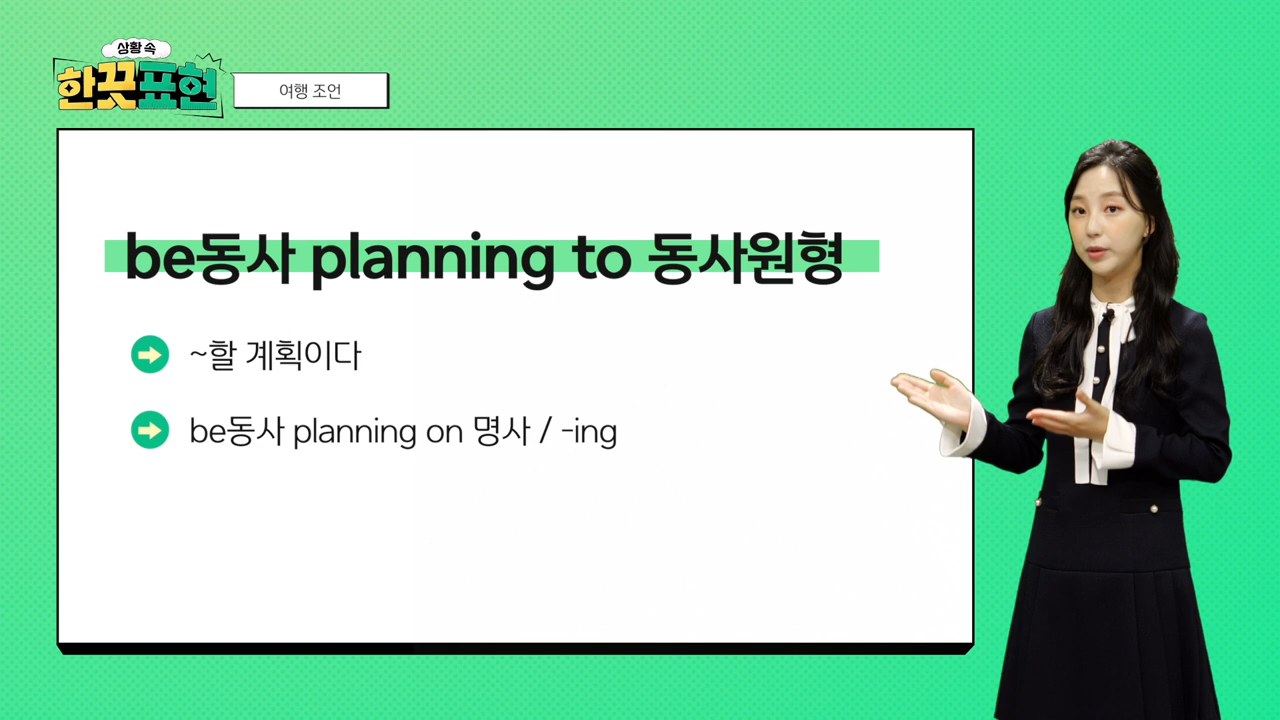 상황 속
한끗표현
여행 조언
be동사 planning to 동사원형
~할 계획이다
be동사 planning on 명사 / -ing